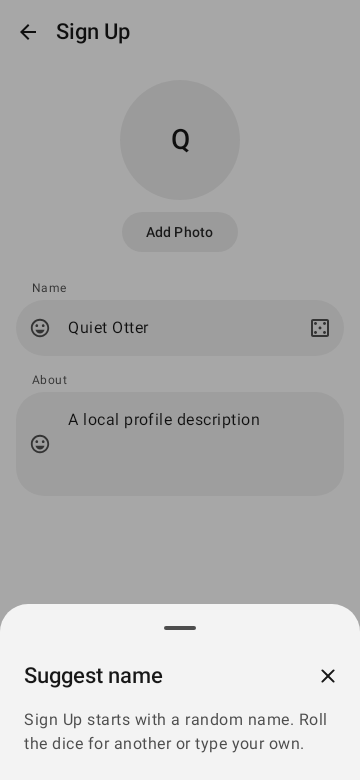 Sign Up
Q
Add Photo
Name
Quiet Otter
About
A local profile description
Suggest name
Sign Up starts with a random name. Roll
the dice for another or type your own.